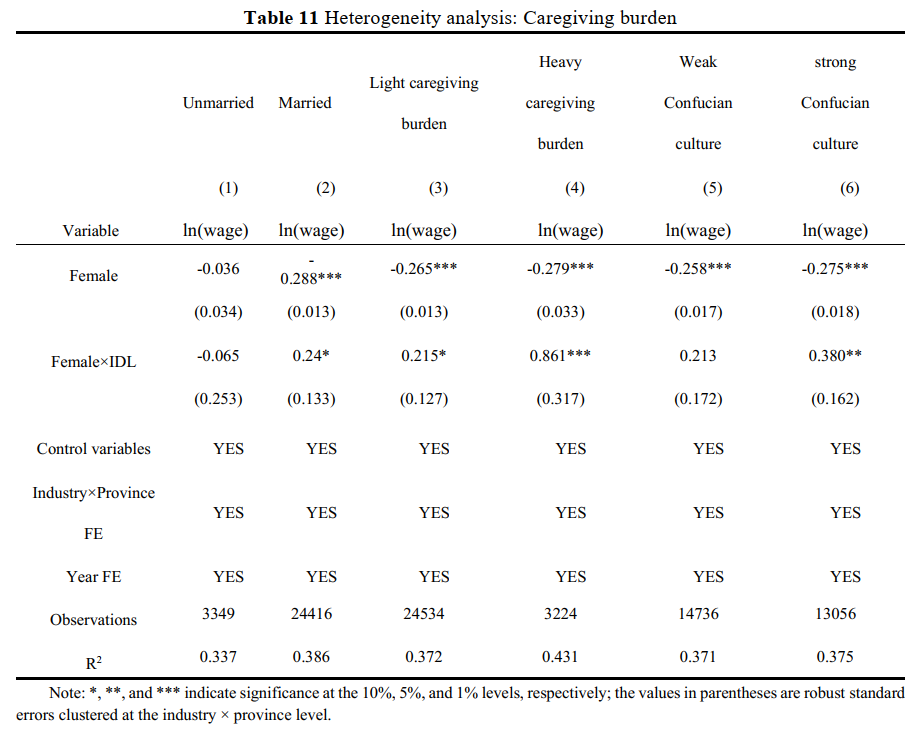 Table 11 Heterogeneity analysis: Caregiving burden
Unmarried Married Light caregiving burden Heavy caregiving burden Weak Confucian culture strong Confucian culture
(1) (2) (3) (4) (5) (6)
Variable ln(wage) ln(wage) ln(wage) ln(wage) ln(wage) ln(wage)
Female -0.036 -0.288*** -0.265*** -0.279*** -0.258*** -0.275***
(0.034) (0.013) (0.013) (0.033) (0.017) (0.018)
Female×IDL -0.065 0.24* 0.215* 0.861*** 0.213 0.380**
(0.253) (0.133) (0.127) (0.317) (0.172) (0.162)
Control variables YES YES YES YES YES YES
Industry×Province FE YES YES YES YES YES YES
Year FE YES YES YES YES YES YES
Observations 3349 24416 24534 3224 14736 13056
R² 0.337 0.386 0.372 0.431 0.371 0.375
Note: *, **, and *** indicate significance at the 10%, 5%, and 1% levels, respectively; the values in parentheses are robust standard
errors clustered at the industry × province level.